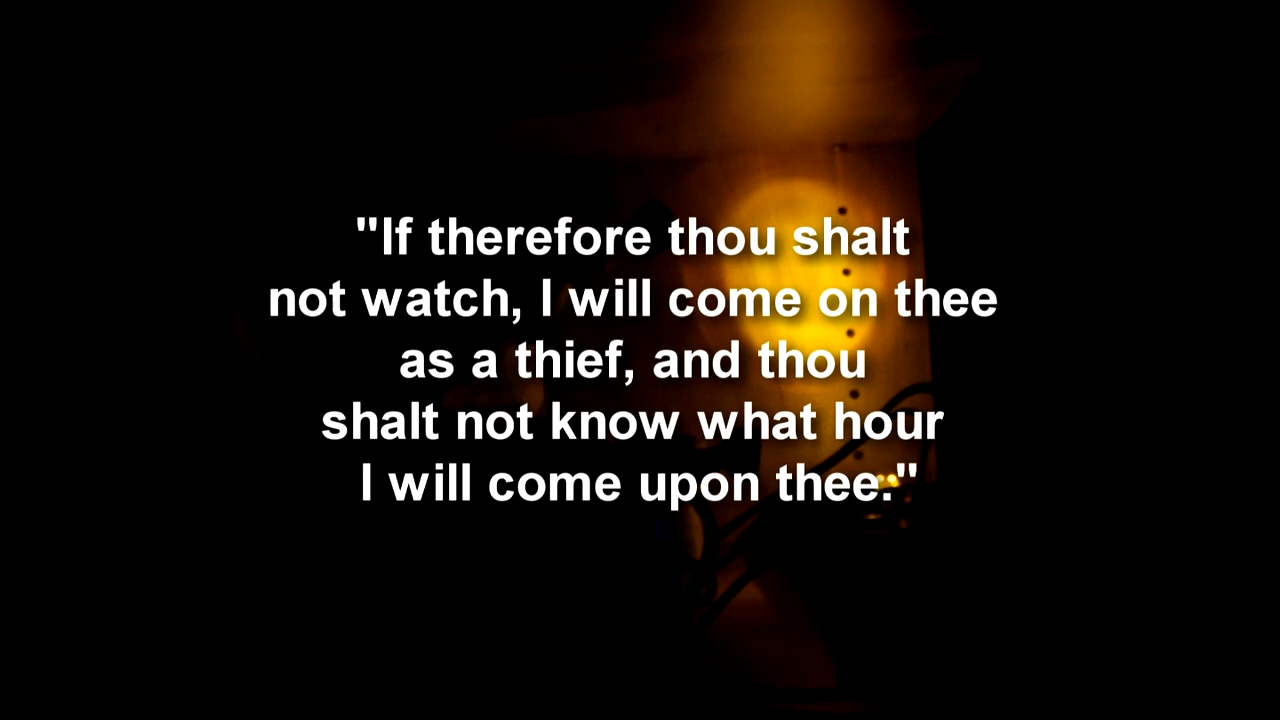 "If therefore thou shalt
not watch, I will come on thee
as a thief, and thou
shalt not know what hour
I will come upon thee."